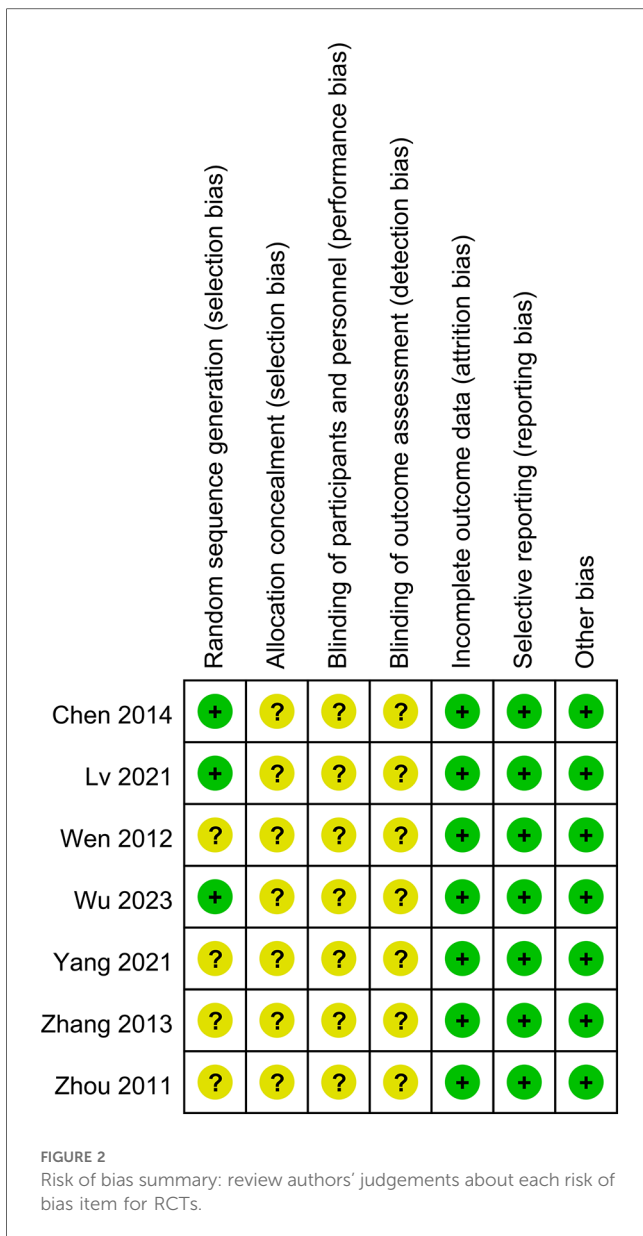 Random sequence generation (selection bias)
Allocation concealment (selection bias)
Blinding of participants and personnel (performance bias)
Blinding of outcome assessment (detection bias)
Incomplete outcome data (attrition bias)
Selective reporting (reporting bias)
Other bias
Chen 2014 + ? ? ? + + +
Lv 2021 + ? ? ? + + +
Wen 2012 ? ? ? ? + + +
Wu 2023 + ? ? ? + + +
Yang 2021 ? ? ? ? + + +
Zhang 2013 ? ? ? ? + + +
Zhou 2011 ? ? ? ? + + +
FIGURE 2
Risk of bias summary: review authors’ judgements about each risk of
bias item for RCTs.